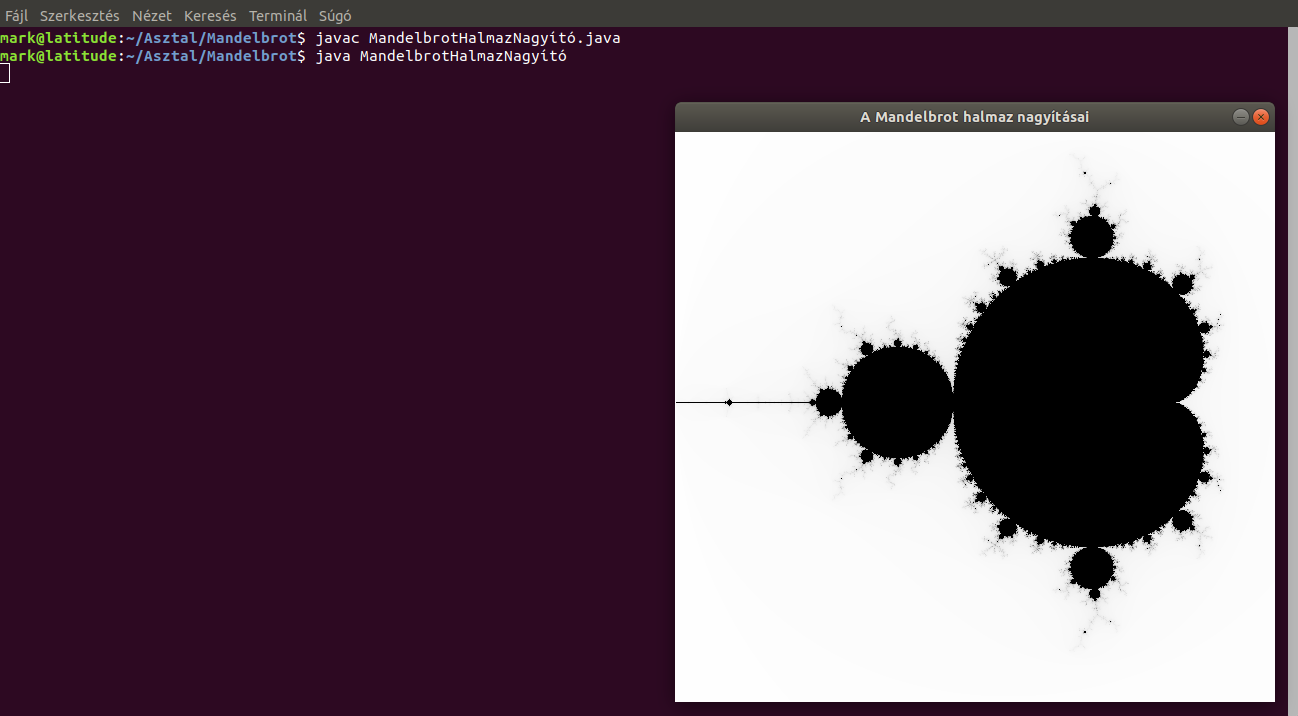 Fájl Szerkesztés Nézet Keresés Terminál Súgó
mark@latitude:~/Asztal/Mandelbrot$ javac MandelbrotHalmazNagyító.java
mark@latitude:~/Asztal/Mandelbrot$ java MandelbrotHalmazNagyító
A Mandelbrot halmaz nagyításai